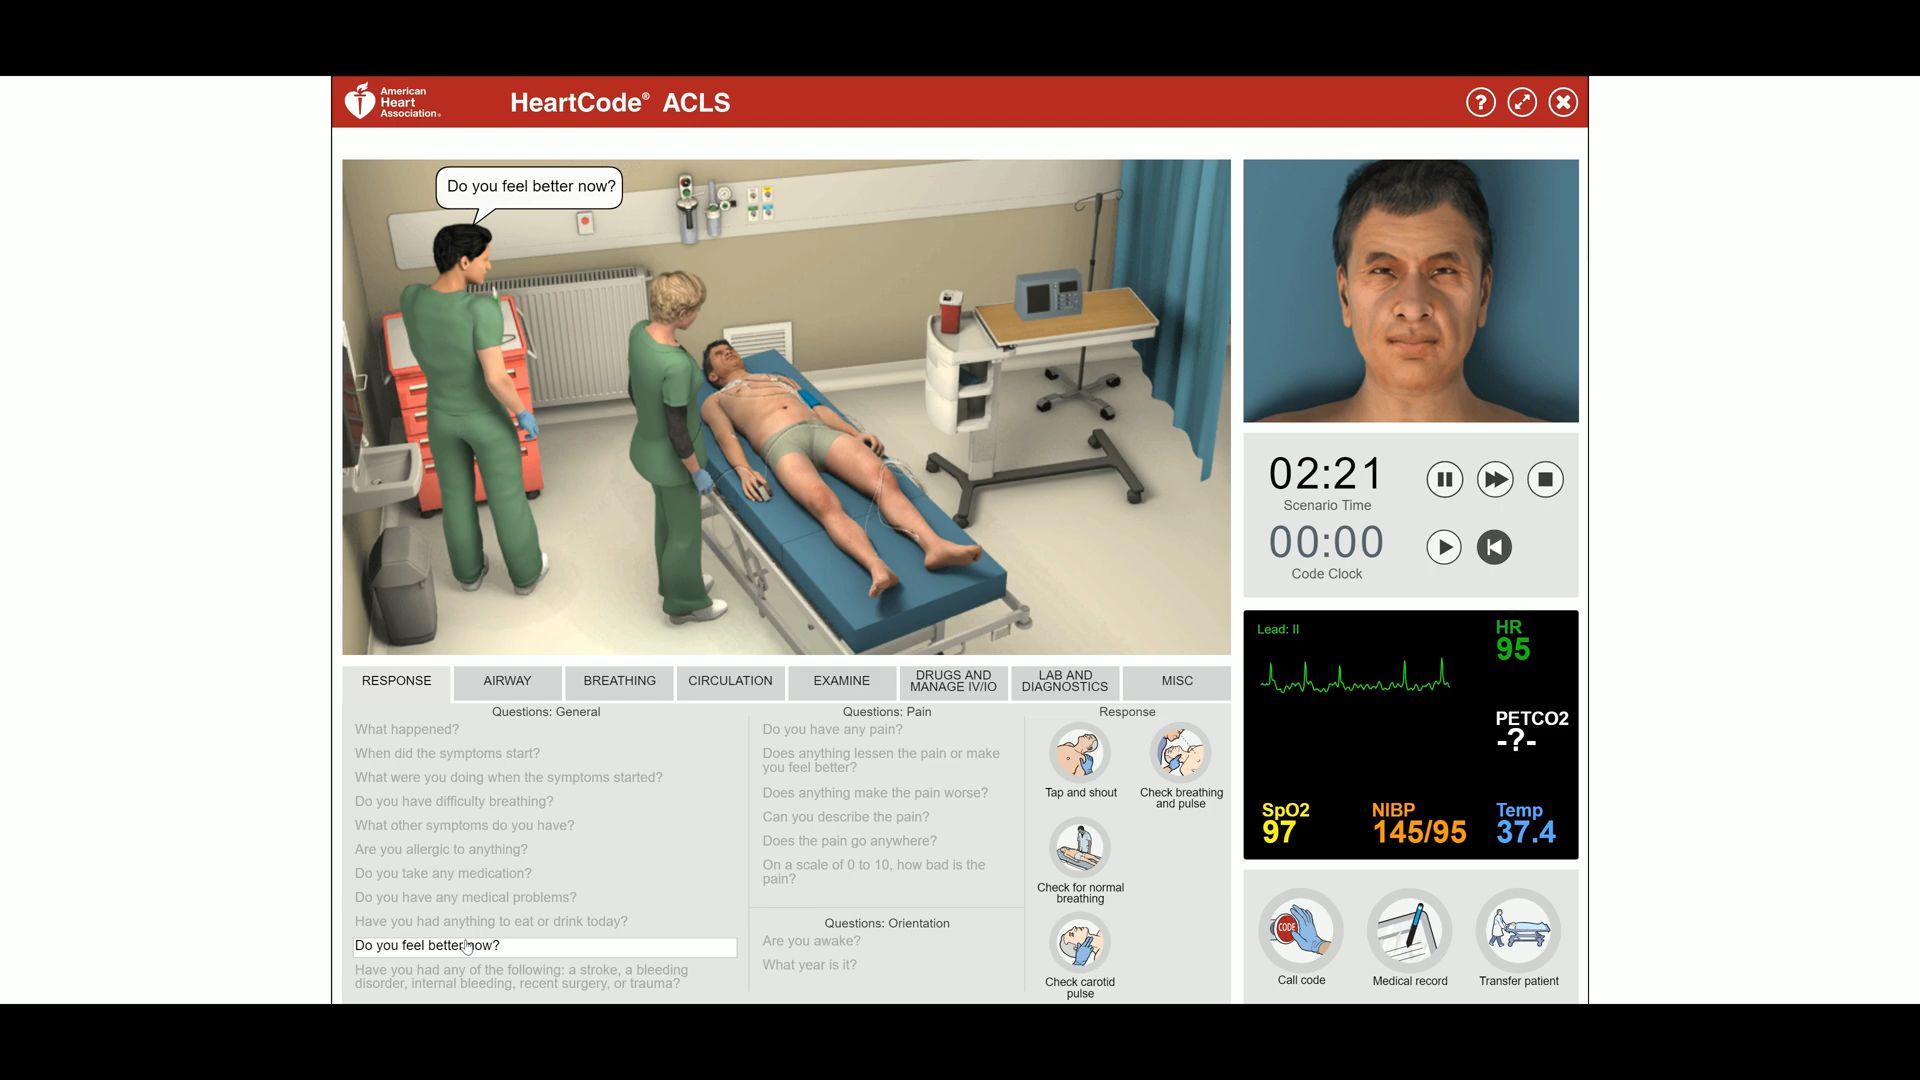 American
Heart
Association.
HeartCode® ACLS
?
Do you feel better now?
02:21
Scenario Time
00:00
Code Clock
Lead: II
HR
95
PETCO2
-?-
SpO2
97
NIBP
145/95
Temp
37.4
RESPONSE
AIRWAY
BREATHING
CIRCULATION
EXAMINE
DRUGS AND
MANAGE IV/IO
LAB AND
DIAGNOSTICS
MISC
Questions: General
What happened?
When did the symptoms start?
What were you doing when the symptoms started?
Do you have difficulty breathing?
What other symptoms do you have?
Are you allergic to anything?
Do you take any medication?
Do you have any medical problems?
Have you had anything to eat or drink today?
Do you feel better now?
Have you had any of the following: a stroke, a bleeding
disorder, internal bleeding, recent surgery, or trauma?
Questions: Pain
Do you have any pain?
Does anything lessen the pain or make
you feel better?
Does anything make the pain worse?
Can you describe the pain?
Does the pain go anywhere?
On a scale of 0 to 10, how bad is the
pain?
Questions: Orientation
Are you awake?
What year is it?
Response
Tap and shout
Check breathing
and pulse
Check for normal
breathing
Check carotid
pulse
CODE
Call code
Medical record
Transfer patient